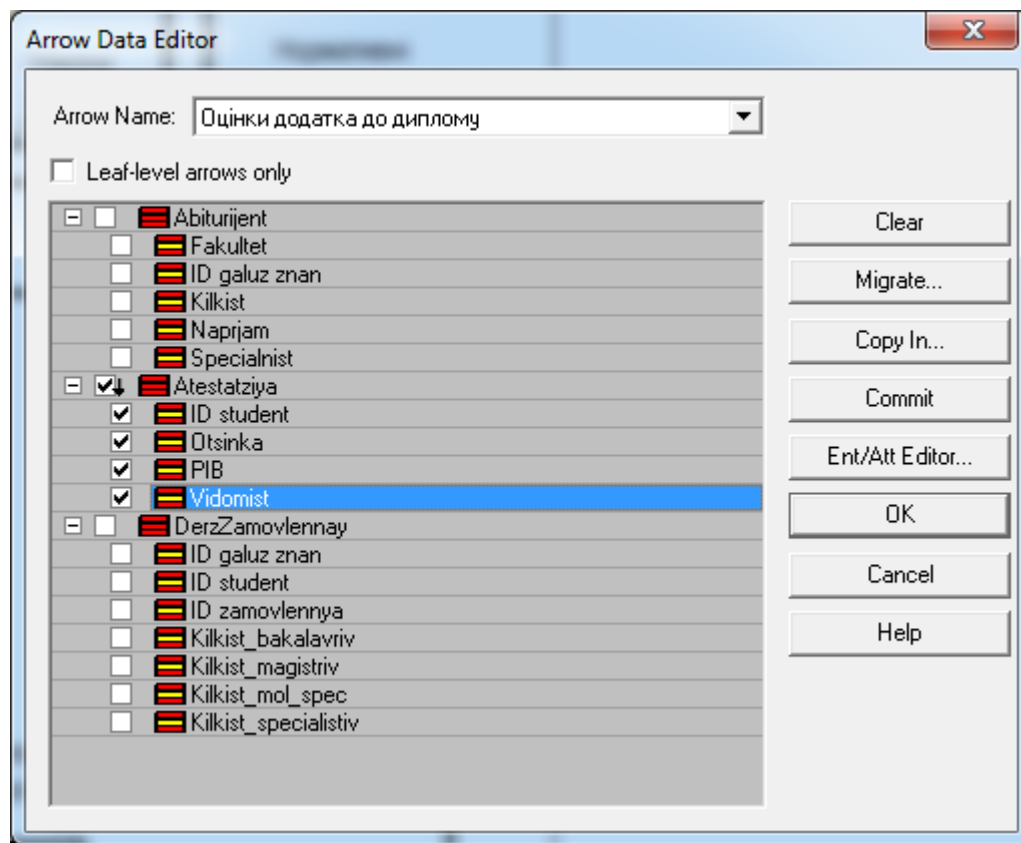 Arrow Data Editor
Arrow Name: Оцінки додатка до диплому
Leaf-level arrows only
Abiturijent
Fakultet
ID galuz znan
Kilkist
Naprjam
Specialnist
Atestatziya
ID student
Otsinka
PIB
Vidomist
DerzZamovlennay
ID galuz znan
ID student
ID zamovlennya
Kilkist_bakalavriv
Kilkist_magistriv
Kilkist_mol_spec
Kilkist_specialistiv
Clear
Migrate...
Copy In...
Commit
Ent/Att Editor...
OK
Cancel
Help